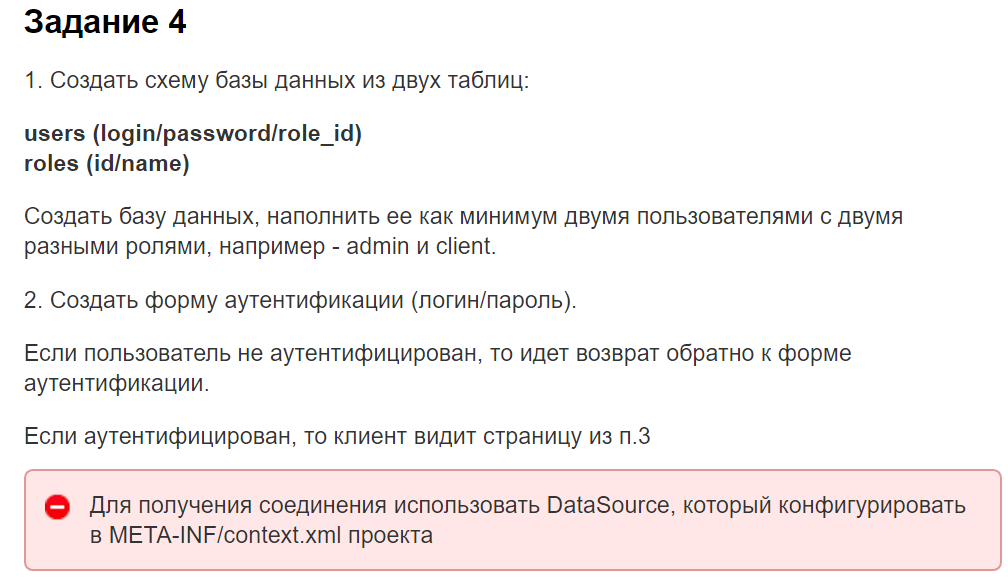 Задание 4
1. Создать схему базы данных из двух таблиц:
users (login/password/role_id)
roles (id/name)
Создать базу данных, наполнить ее как минимум двумя пользователями с двумя
разными ролями, например - admin и client.
2. Создать форму аутентификации (логин/пароль).
Если пользователь не аутентифицирован, то идет возврат обратно к форме
аутентификации.
Если аутентифицирован, то клиент видит страницу из п.3
Для получения соединения использовать DataSource, который конфигурировать
в META-INF/context.xml проекта